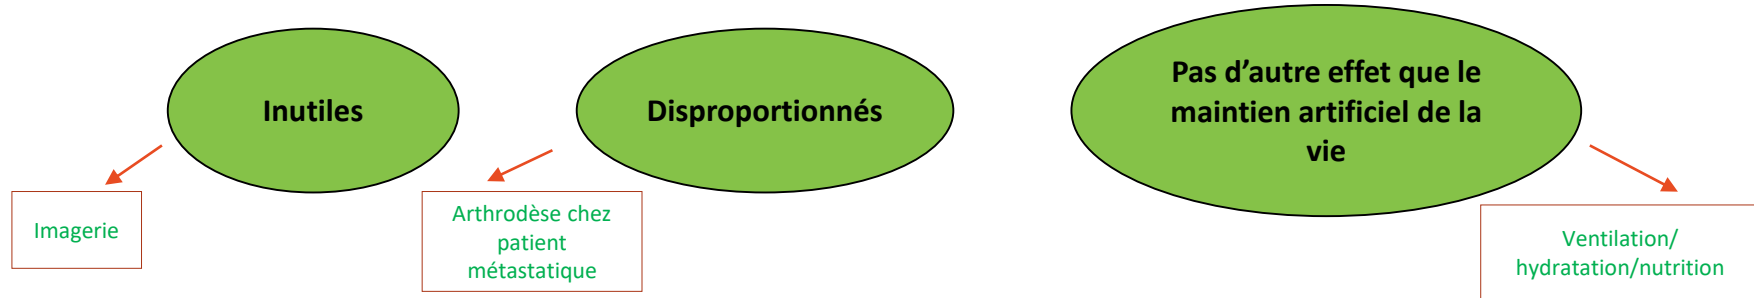 Inutiles
Disproportionnés
Pas d’autre effet que le
maintien artificiel de la
vie
Imagerie
Arthrodèse chez
patient
métastatique
Ventilation/
hydratation/nutrition